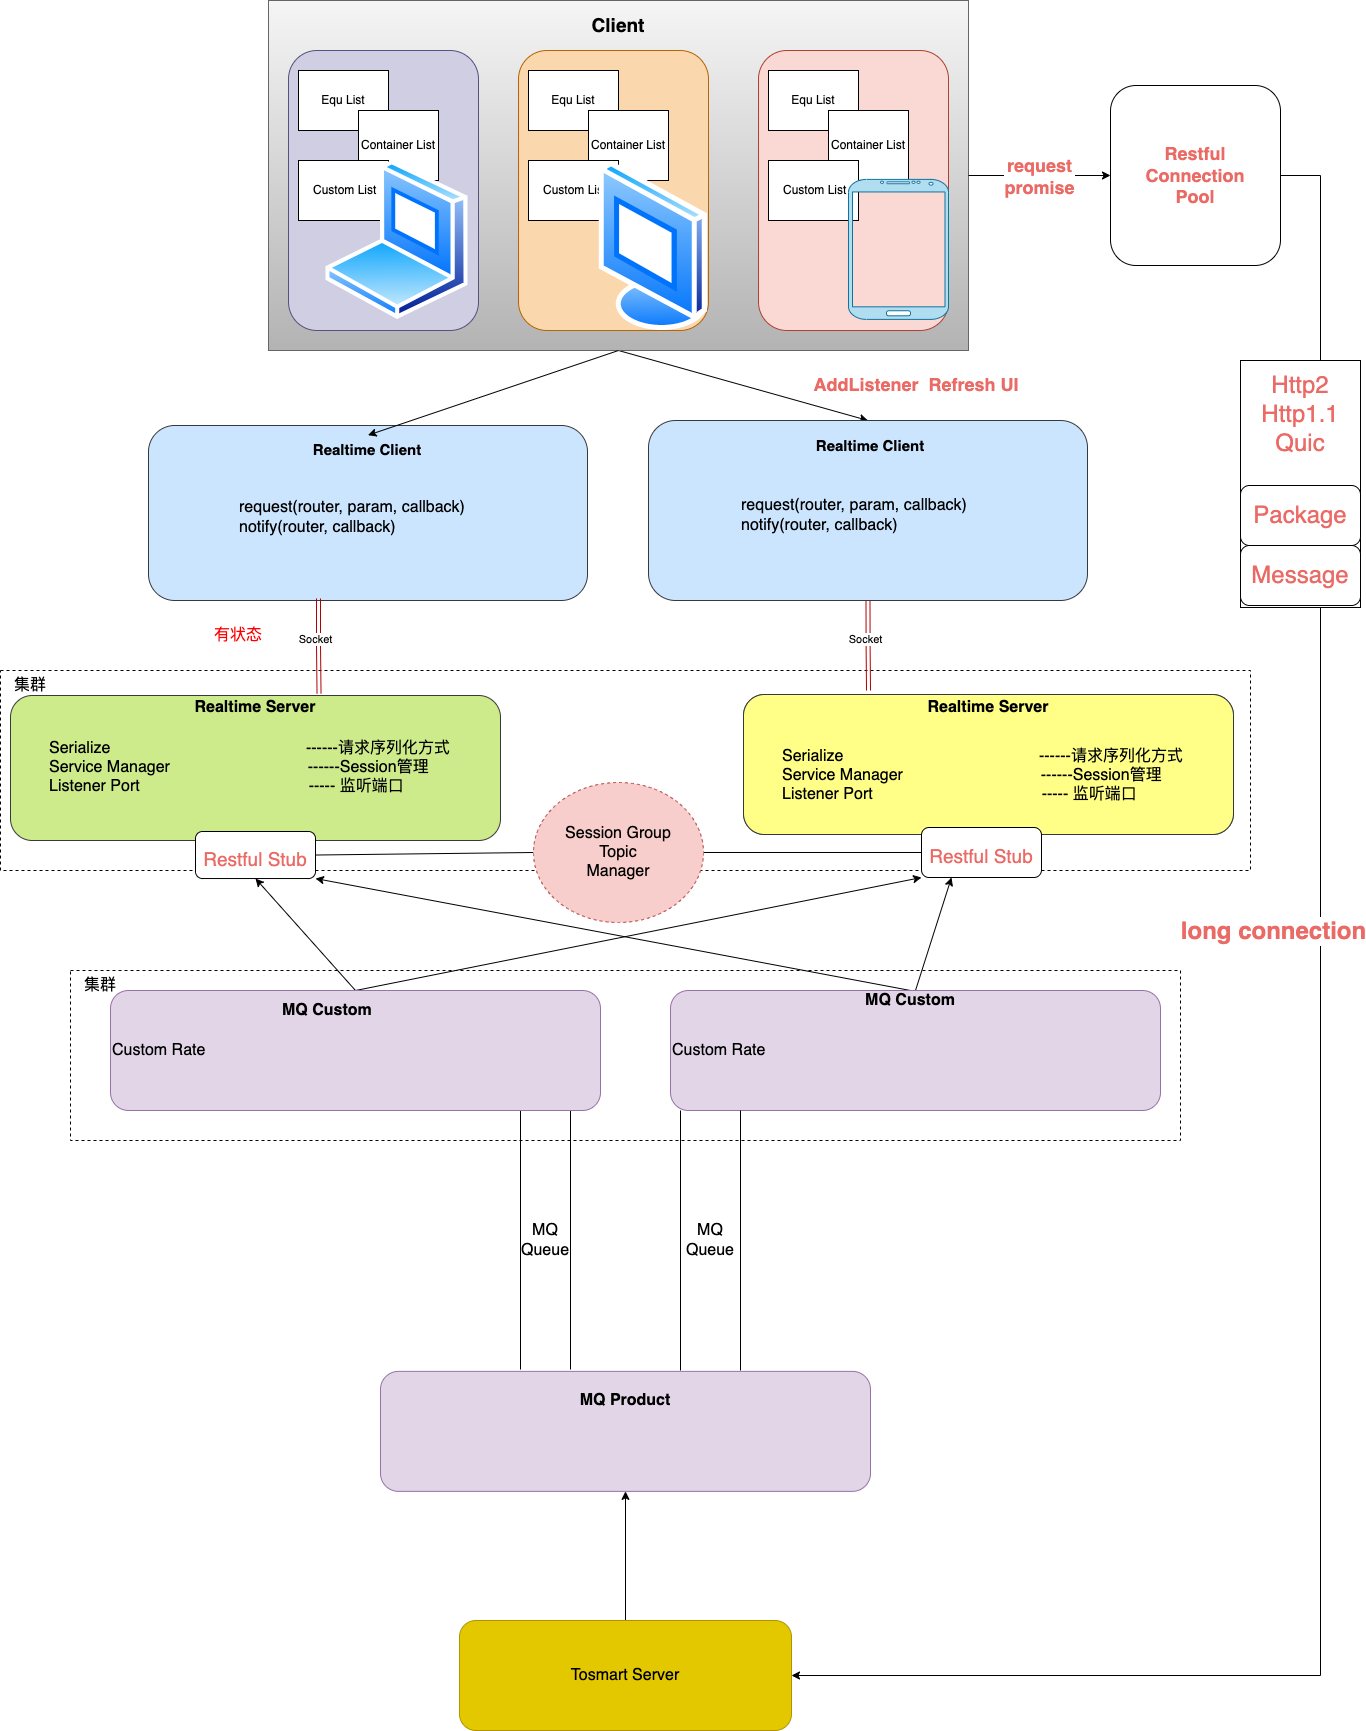 Client
Equ List
Container List
Custom List
Equ List
Container List
Custom Lis
Equ List
Container List
Custom List
request
promise
Restful
Connection
Pool
AddListener Refresh UI
Http2
Http1.1
Quic
Package
Message
Realtime Client
request(router, param, callback)
notify(router, callback)
Realtime Client
request(router, param, callback)
notify(router, callback)
有状态
Socket
Socket
集群
Realtime Server
Serialize ------请求序列化方式
Service Manager ------Session管理
Listener Port ----- 监听端口
Realtime Server
Serialize ------请求序列化方式
Service Manager ------Session管理
Listener Port ----- 监听端口
Session Group
Topic
Manager
Restful Stub
Restful Stub
long connection
集群
MQ Custom
Custom Rate
MQ Custom
Custom Rate
MQ
Queue
MQ
Queue
MQ Product
Tosmart Server